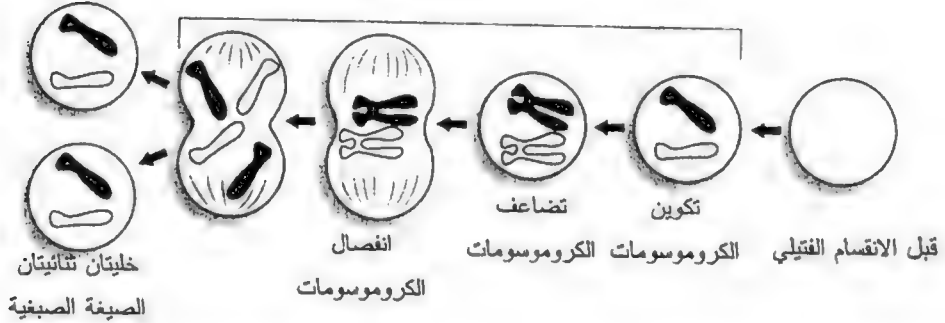 قبل الانقسام الفتيلي
تكوين
الكروموسومات
تضاعف
الكروموسومات
انفصال
الكروموسومات
خليتان ثنائيتان
الصيغة الصبغية